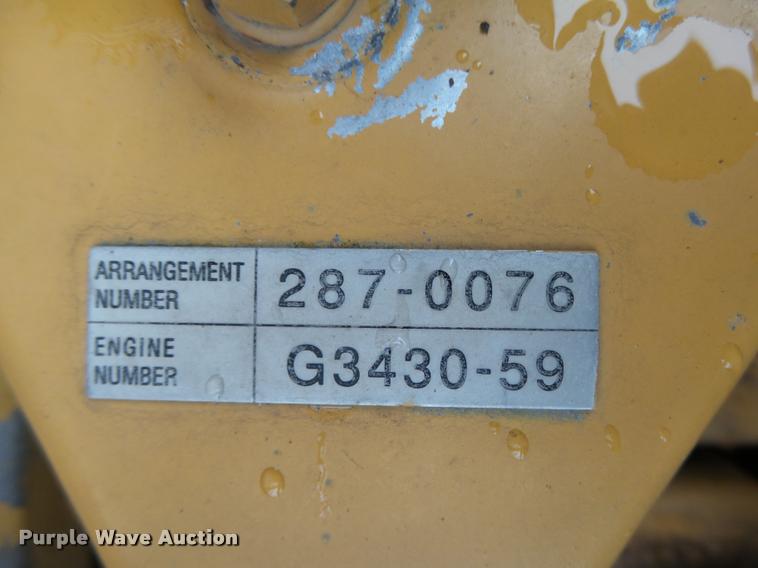 ARRANGEMENT
NUMBER
287-0076
ENGINE
NUMBER
G3430-59
Purple Wave Auction